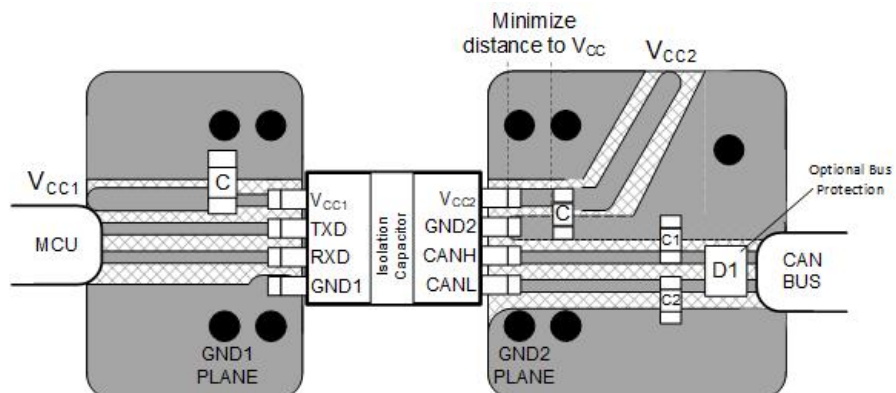 Minimize
distance to VCC
VCC2
VCC1
C
MCU
VCC1
TXD
RXD
GND1
Isolation
Capacitor
VCC2
GND2
CANH
CANL
C
C1
C2
D1
Optional Bus
Protection
CAN
BUS
GND1
PLANE
GND2
PLANE